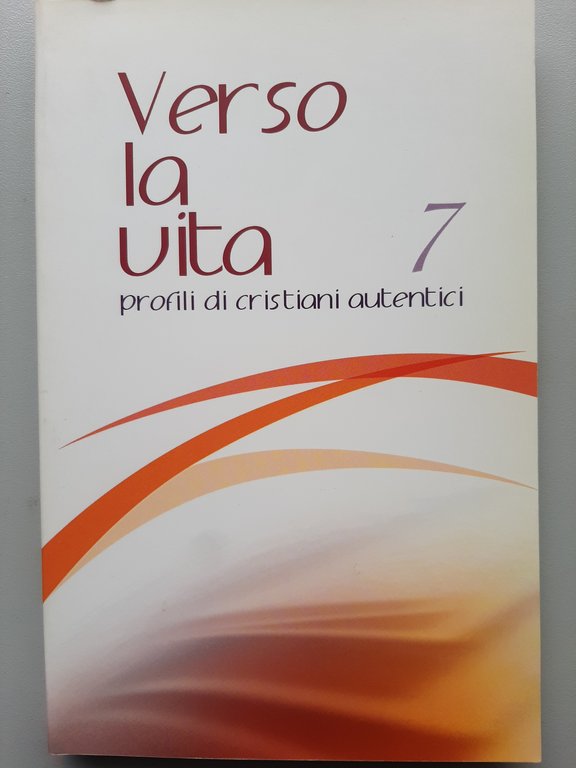 Verso
la
vita 7
profili di cristiani autentici